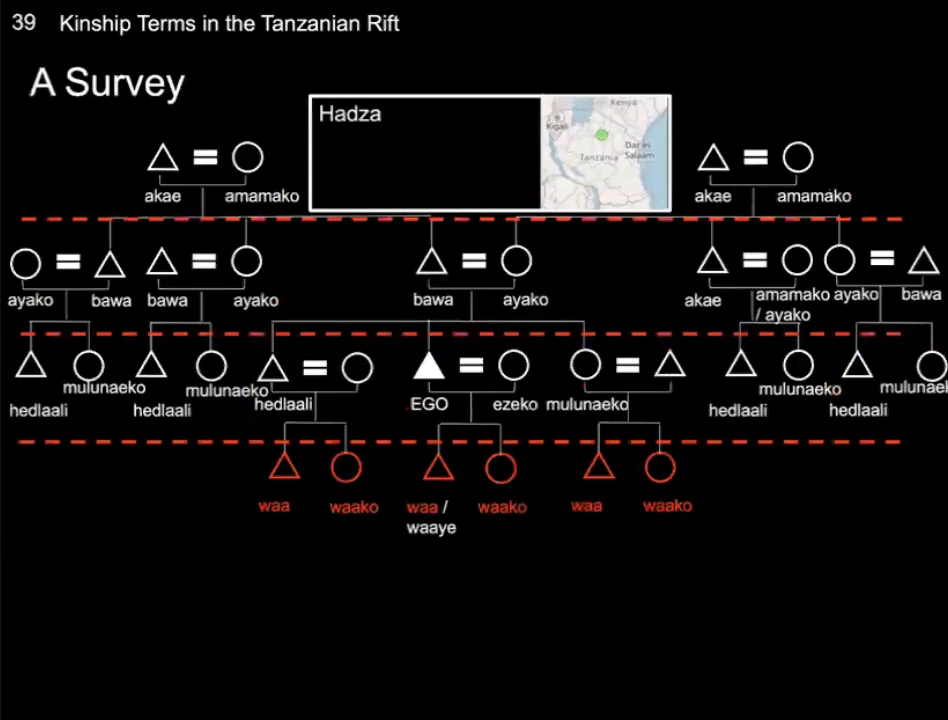 39 Kinship Terms in the Tanzanian Rift
A Survey
Hadza
Kenya
Kigali
Dar es
Salaam
Tanzania
akae amamako akae amamako
ayako bawa bawa ayako bawa ayako akae amamako ayako bawa
/ ayako
mulunaeko mulunaeko mulunaeko
hedlaali hedlaali hedlaali EGO ezeko mulunaeko hedlaali hedlaali
waa waako waa / waako waa waako
waaye